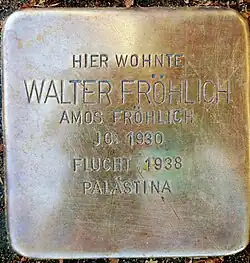 HIER WOHNTE
WALTER FRÖHLICH
AMOS FRÖHLICH
JG. 1930
FLUCHT 1938
PALÄSTINA